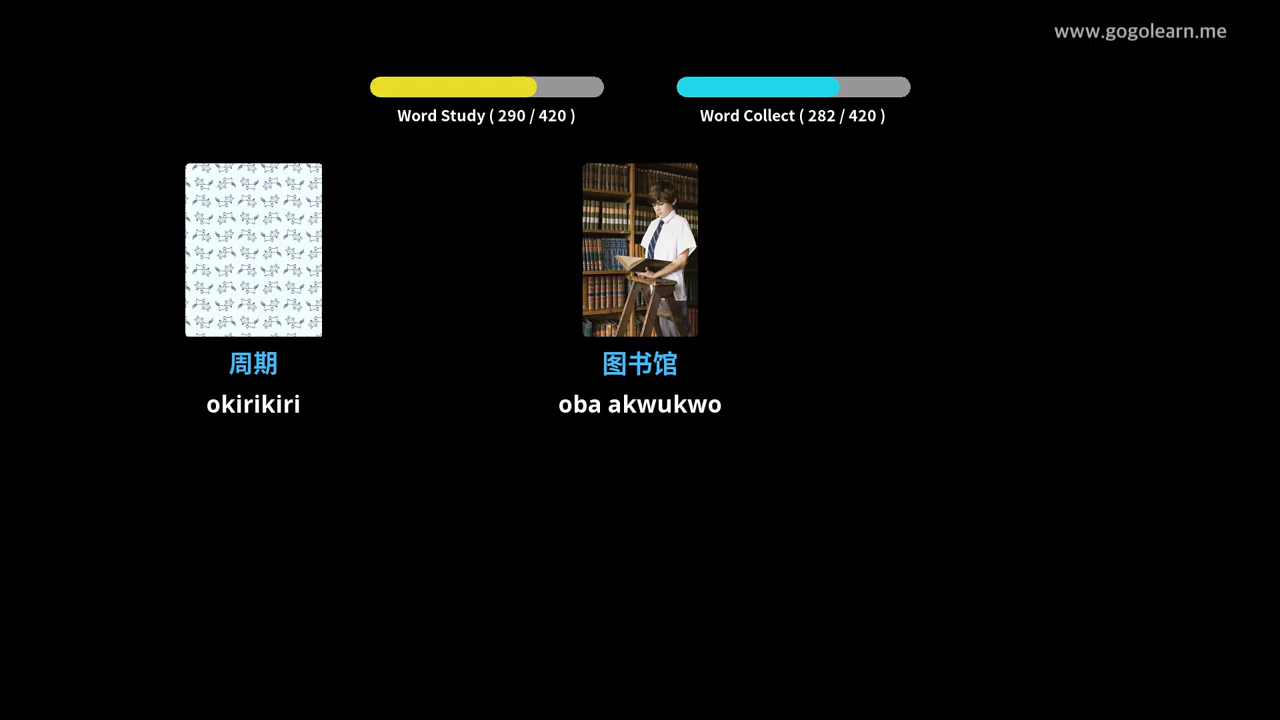 www.gogolearn.me
Word Study ( 290 / 420 )
Word Collect ( 282 / 420 )
周期
图书馆
okirikiri
oba akwukwo